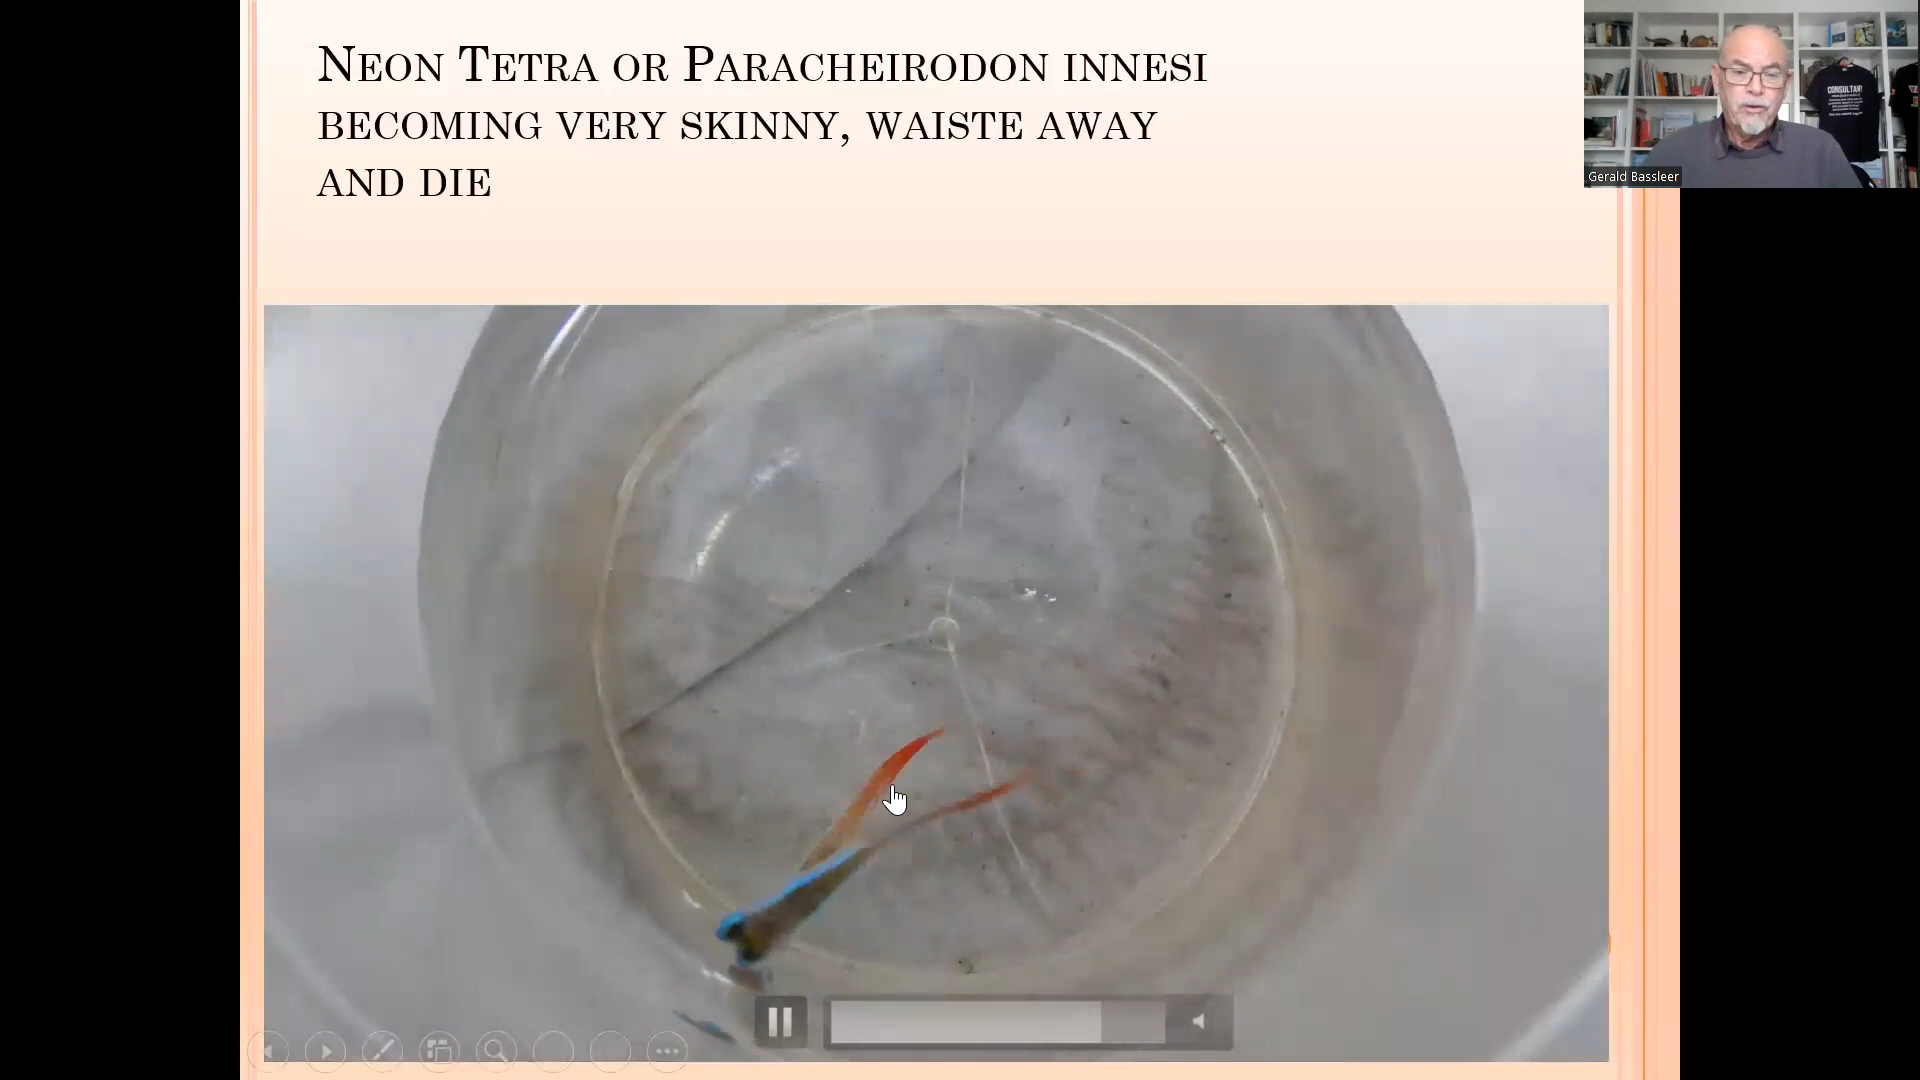 Neon Tetra or Paracheirodon innesi
becoming very skinny, waiste away
and die
Gerald Bassleer
CONSULTANT